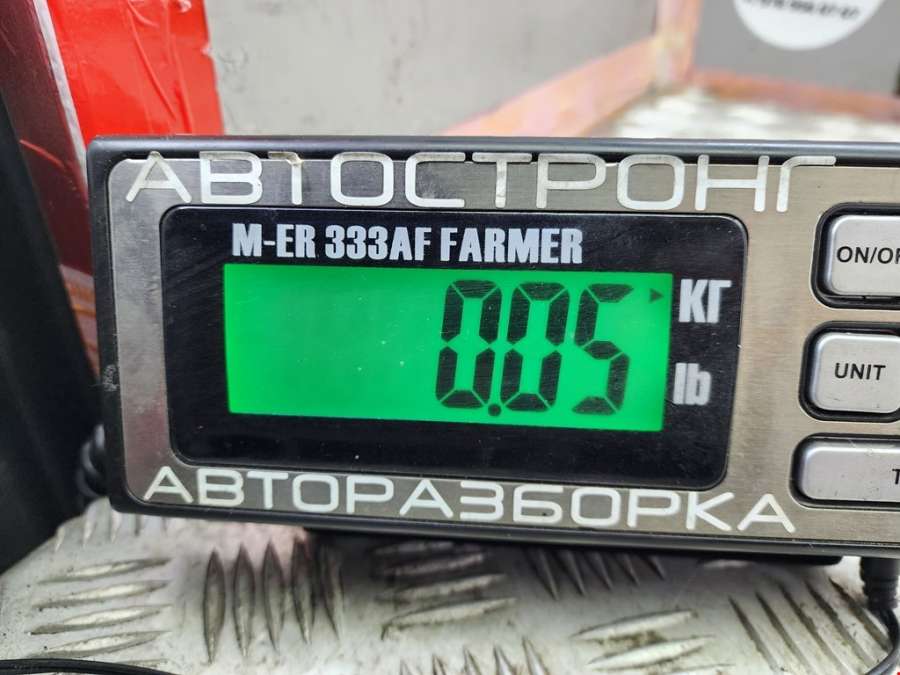 АВТОСТРОНГ
M-ER 333AF FARMER
0.05
КГ
lb
ON/OF
UNIT
T
АВТОРАЗБОРКА